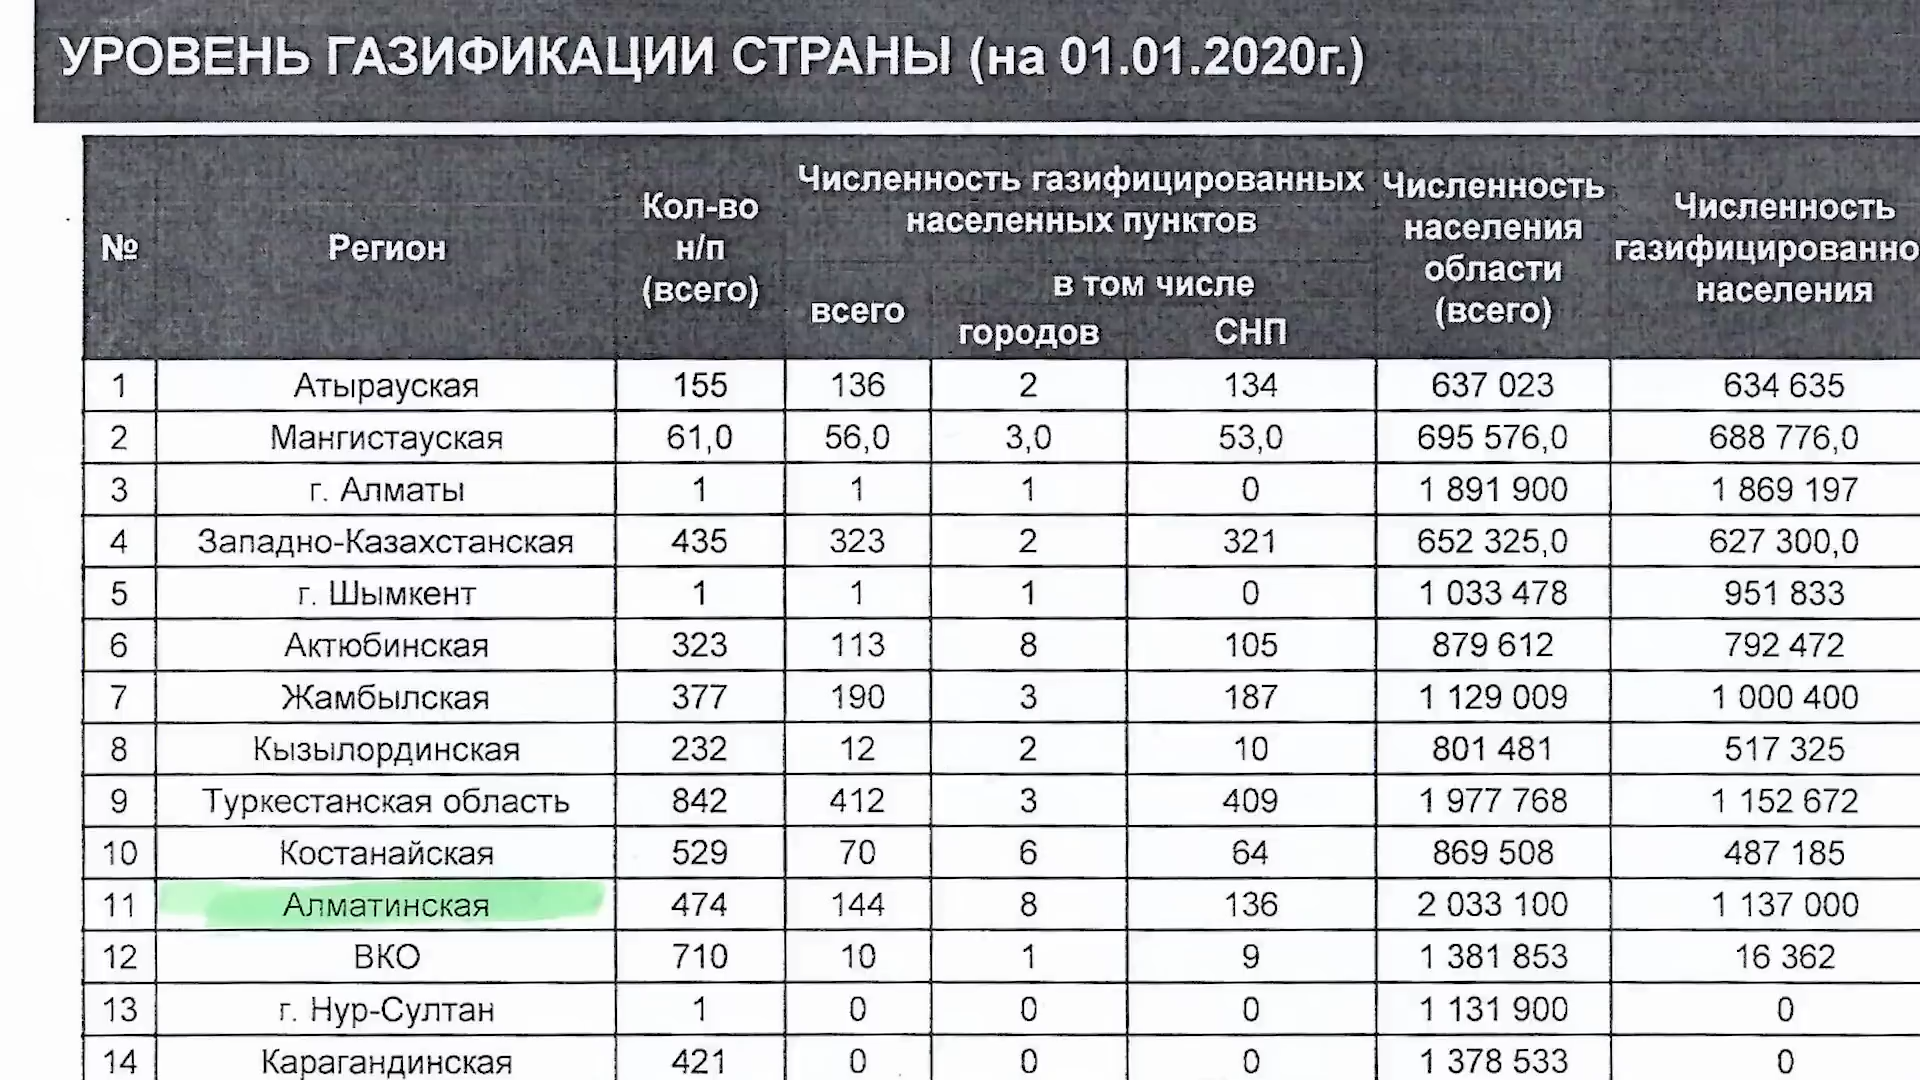 УРОВЕНЬ ГАЗИФИКАЦИИ СТРАНЫ (на 01.01.2020г.)
№ Регион Кол-во н/п (всего) Численность газифицированных населенных пунктов Численность населения области (всего) Численность газифицированно населения
всего в том числе
городов СНП
1 Атырауская 155 136 2 134 637 023 634 635
2 Мангистауская 61,0 56,0 3,0 53,0 695 576,0 688 776,0
3 г. Алматы 1 1 1 0 1 891 900 1 869 197
4 Западно-Казахстанская 435 323 2 321 652 325,0 627 300,0
5 г. Шымкент 1 1 1 0 1 033 478 951 833
6 Актюбинская 323 113 8 105 879 612 792 472
7 Жамбылская 377 190 3 187 1 129 009 1 000 400
8 Кызылординская 232 12 2 10 801 481 517 325
9 Туркестанская область 842 412 3 409 1 977 768 1 152 672
10 Костанайская 529 70 6 64 869 508 487 185
11 Алматинская 474 144 8 136 2 033 100 1 137 000
12 ВКО 710 10 1 9 1 381 853 16 362
13 г. Нур-Султан 1 0 0 0 1 131 900 0
14 Карагандинская 421 0 0 0 1 378 533 0